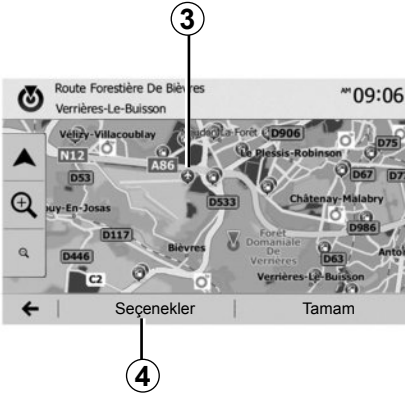 3
Route Forestière De Bièvres
Verrières-Le-Buisson
AM 09:06
Vélizy-Villacoublay
D906
D75
Le Plessis-Robinson
N12
A86
D53
D67
D533
Châtenay-Malabry
D117
D986
Bièvres
Forêt
Domaniale
De
Verrières
D446
D63
C2
Verrières-Le-Buisson
Seçenekler
Tamam
4